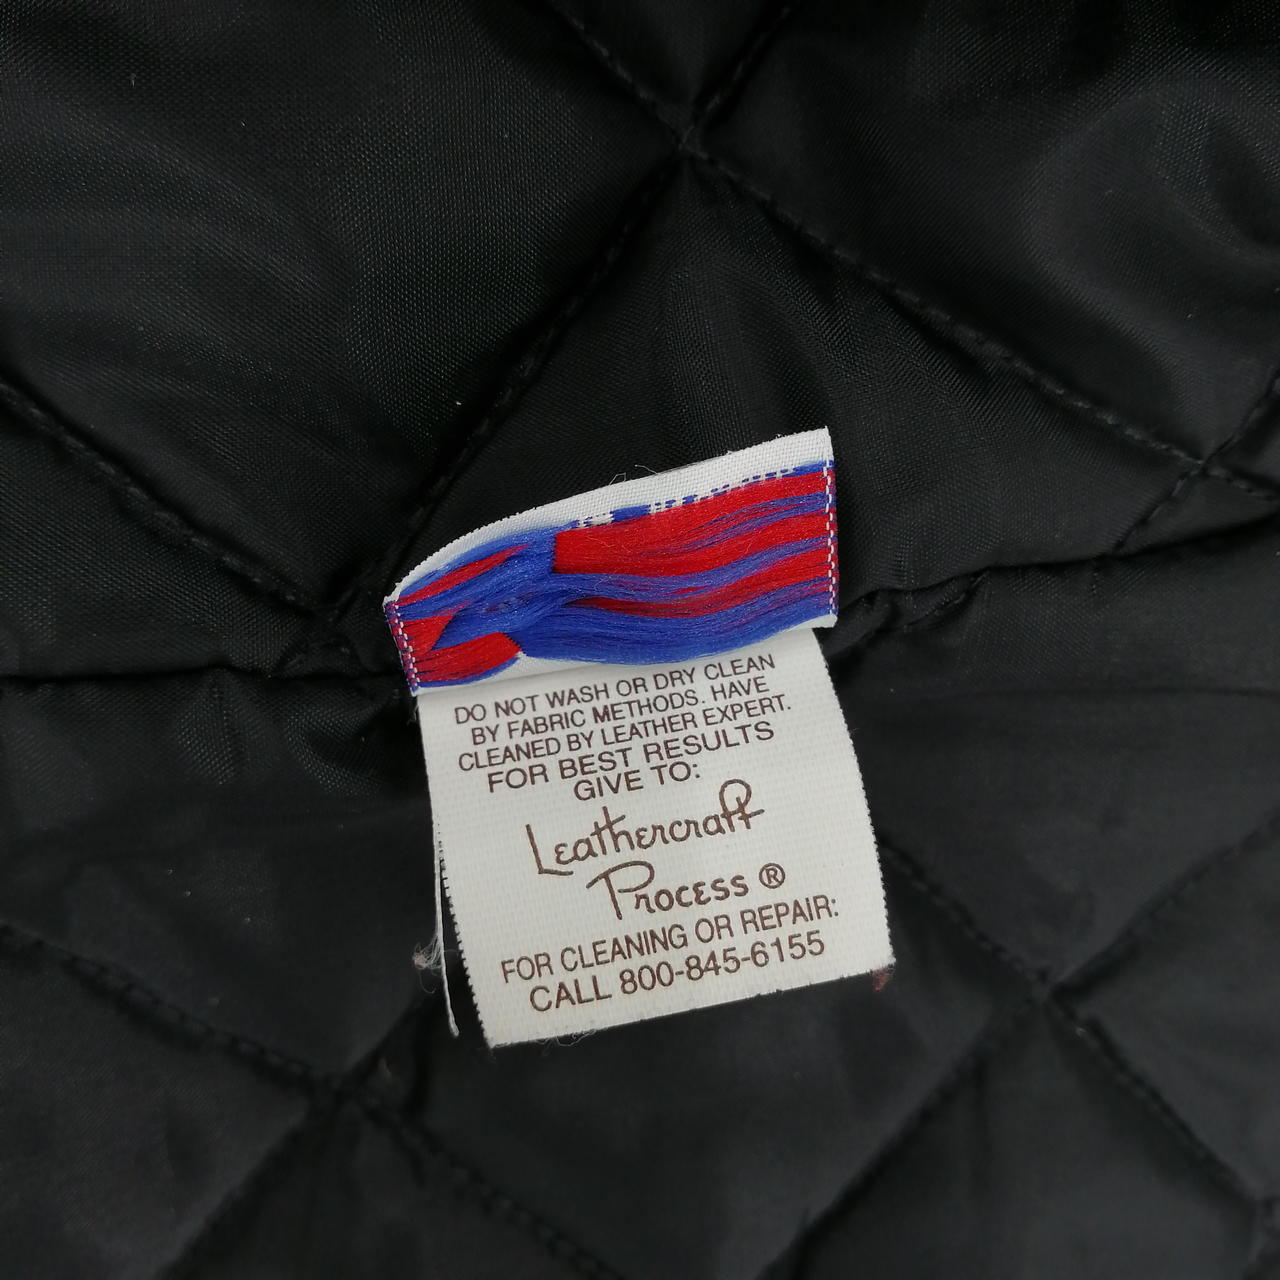 DO NOT WASH OR DRY CLEAN
BY FABRIC METHODS. HAVE
CLEANED BY LEATHER EXPERT.
FOR BEST RESULTS
GIVE TO:
Leathercraft
Process ®
FOR CLEANING OR REPAIR:
CALL 800-845-6155